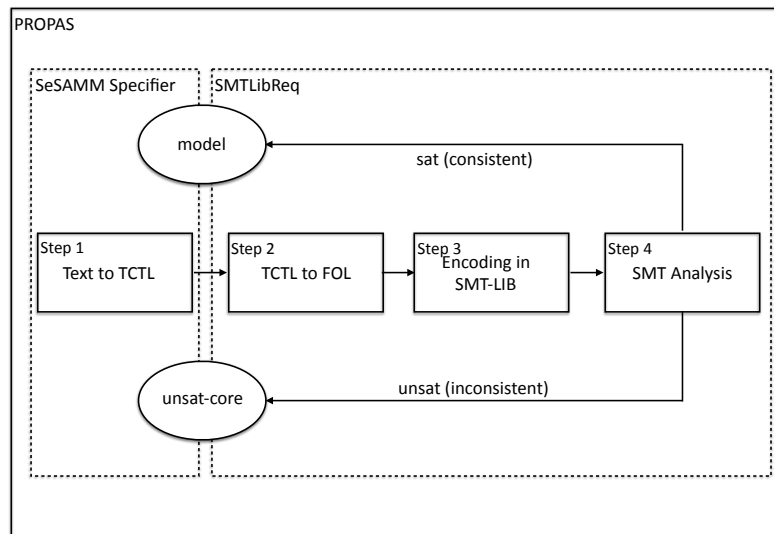 PROPAS
SeSAMM Specifier
SMTLibReq
model
sat (consistent)
Step 1
Text to TCTL
Step 2
TCTL to FOL
Step 3
Encoding in
SMT-LIB
Step 4
SMT Analysis
unsat-core
unsat (inconsistent)